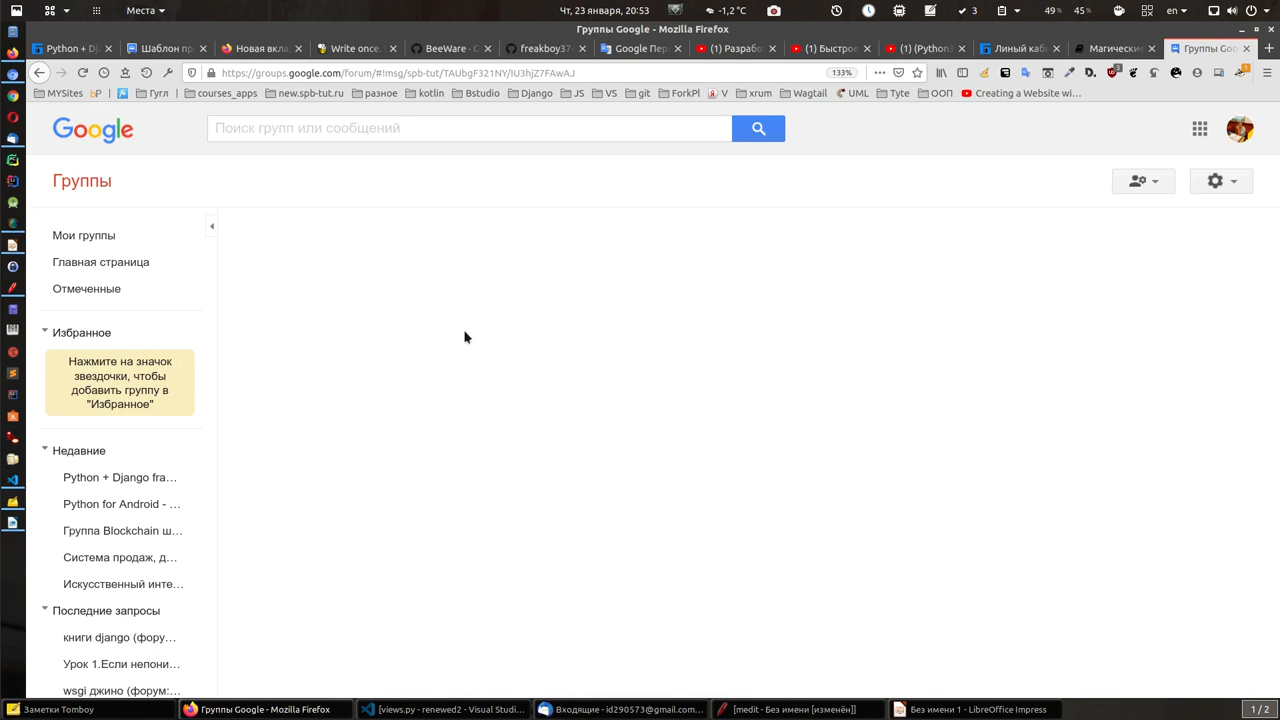 Места
Чт, 23 января, 20:53
-1,2 °C
3
49 %
45%
en
Группы Google - Mozilla Firefox
Python + Dj…
Шаблон пр…
Новая вкл…
Write once.
BeeWare · G…
freakboy37…
Google Пер…
(1) Разрабо
(1) Быстрое
(1) (Python3
Линый каб
Магические
Группы Goo
https://groups.google.com/forum/#!msg/spb-tut/TAUbgF321NY/IU3hjZ7FAwAJ
133%
MYSites
bP
Гугл
courses_apps
new.spb-tut.ru
разное
kotlin
Bstudio
Django
JS
VS
git
ForkPl
V
xrum
Wagtail
UML
Tyte
ООП
Creating a Website wi…
Google
Поиск групп или сообщений
Группы
Мои группы
Главная страница
Отмеченные
Избранное
Нажмите на значок
звездочки, чтобы
добавить группу в
"Избранное"
Недавние
Python + Django fra…
Python for Android - …
Группа Blockchain ш…
Система продаж, д…
Искусственный инте…
Последние запросы
книги django (фору…
Урок 1.Если непони…
wsgi джино (форум:…
Заметки Tomboy
Группы Google - Mozilla Firefox
[views.py - renewed2 - Visual Studi…
Входящие - id290573@gmail.com…
[medit - Без имени [изменён]]
Без имени 1 - LibreOffice Impress
1 / 2